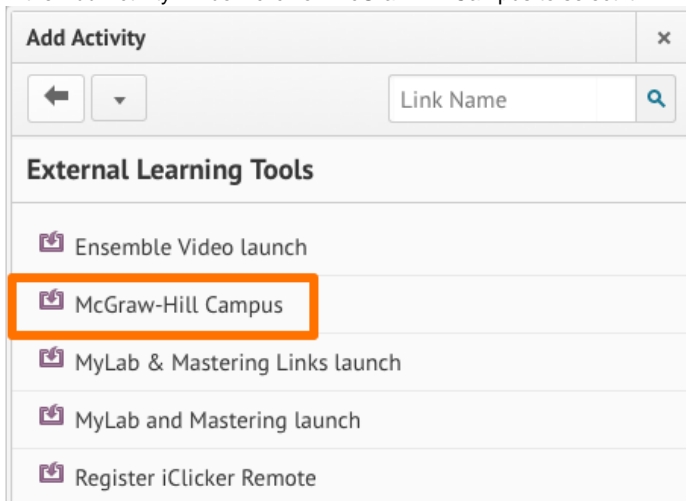 Add Activity
Link Name
External Learning Tools
Ensemble Video launch
McGraw-Hill Campus
MyLab & Mastering Links launch
MyLab and Mastering launch
Register iClicker Remote